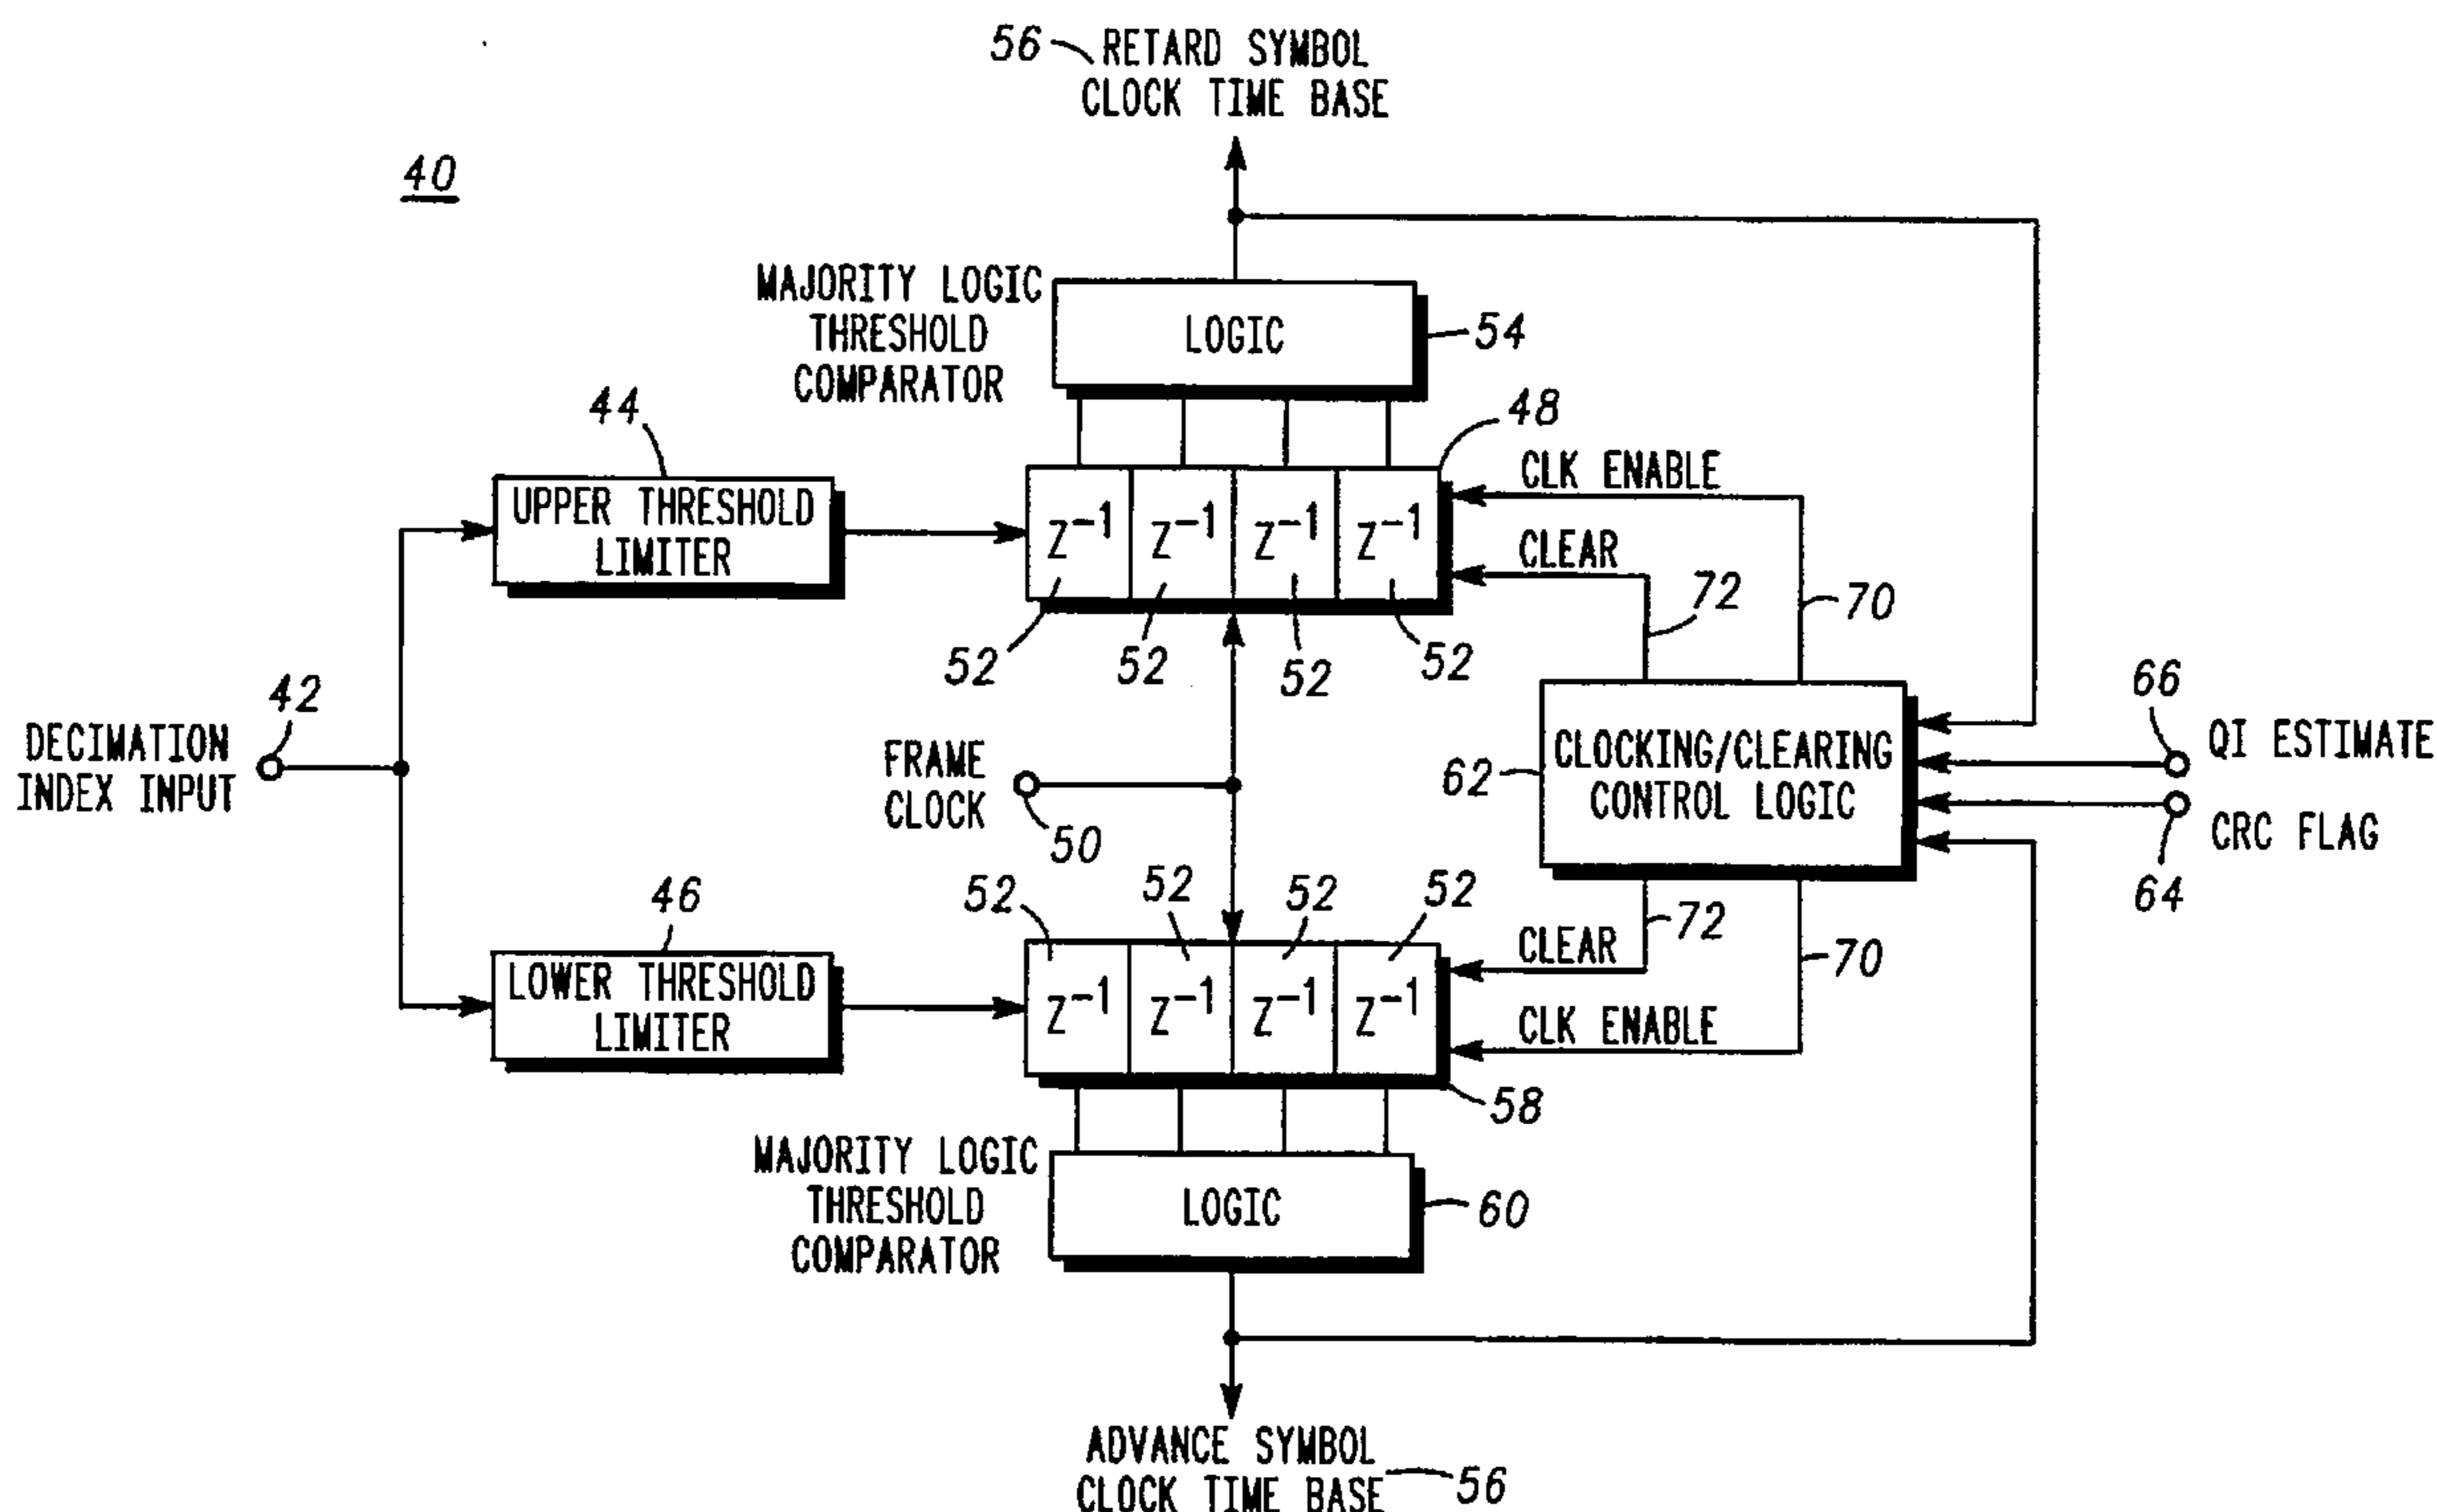 56
RETARD SYMBOL
CLOCK TIME BASE
40
MAJORITY LOGIC
THRESHOLD
COMPARATOR
LOGIC
54
44
48
UPPER THRESHOLD
LIMITER
Z⁻¹ Z⁻¹ Z⁻¹ Z⁻¹
CLK ENABLE
CLEAR
72
70
52 52 52 52
42
DECIMATION
INDEX INPUT
FRAME
CLOCK
50
62
CLOCKING/CLEARING
CONTROL LOGIC
66
QI ESTIMATE
CRC FLAG
64
46
52 52 52 52
LOWER THRESHOLD
LIMITER
Z⁻¹ Z⁻¹ Z⁻¹ Z⁻¹
CLEAR
72
70
CLK ENABLE
58
MAJORITY LOGIC
THRESHOLD
COMPARATOR
LOGIC
60
ADVANCE SYMBOL
CLOCK TIME BASE
56